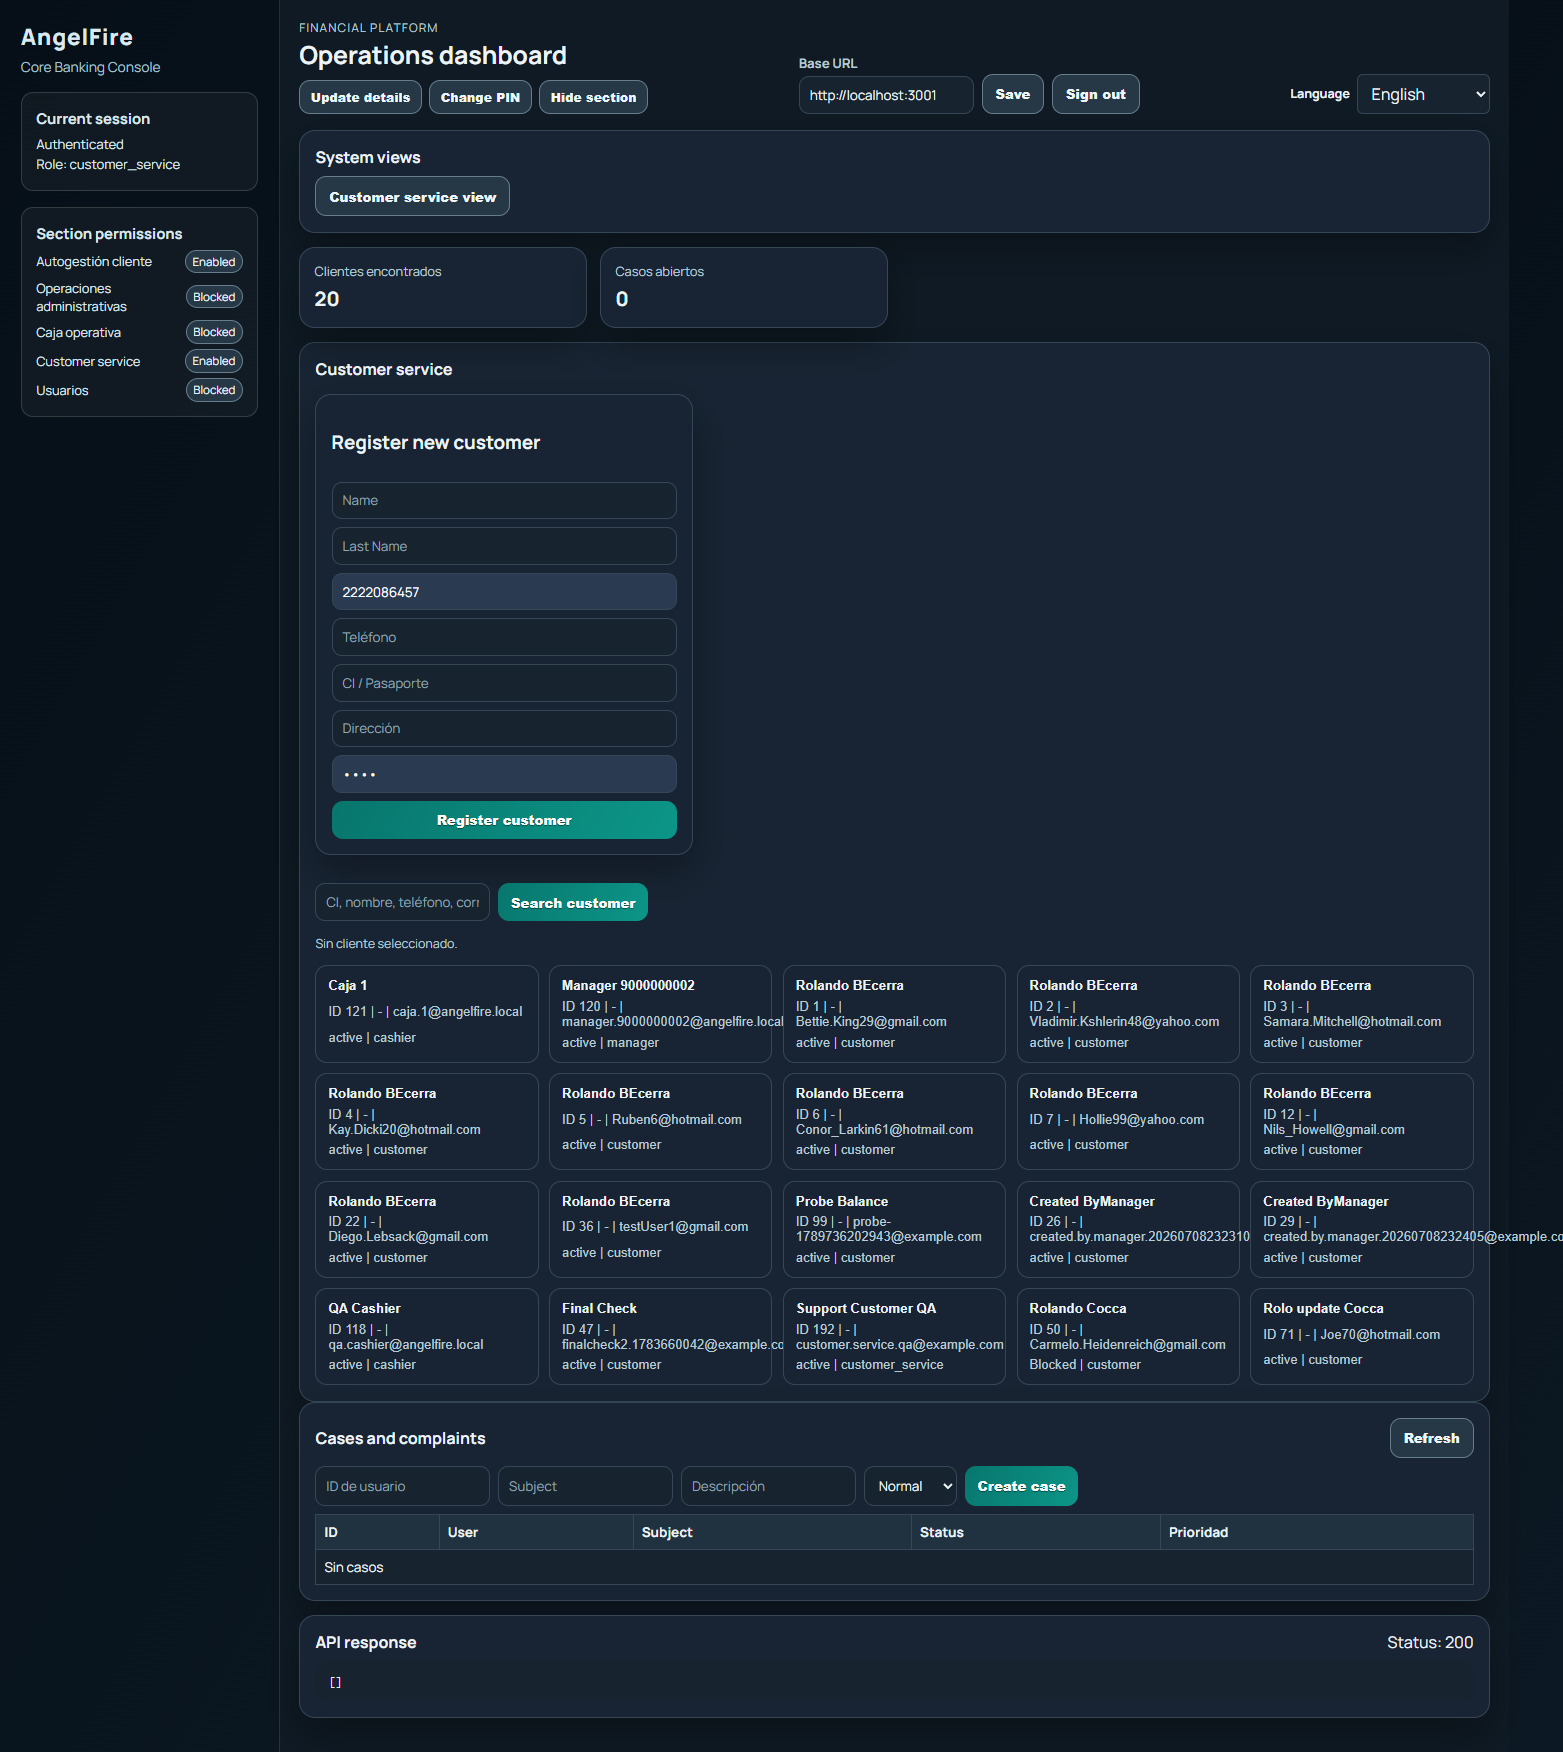 AngelFire
Core Banking Console
Current session
Authenticated
Role: customer_service
Section permissions
Autogestión cliente
Enabled
Operaciones
administrativas
Blocked
Caja operativa
Blocked
Customer service
Enabled
Usuarios
Blocked
FINANCIAL PLATFORM
Operations dashboard
Update details
Change PIN
Hide section
Base URL
http://localhost:3001
Save
Sign out
Language
English
System views
Customer service view
Clientes encontrados
20
Casos abiertos
0
Customer service
Register new customer
Name
Last Name
2222086457
Teléfono
CI / Pasaporte
Dirección
••••
Register customer
CI, nombre, teléfono, corr
Search customer
Sin cliente seleccionado.
Caja 1
ID 121 | - | caja.1@angelfire.local
active | cashier
Manager 9000000002
ID 120 | - |
manager.9000000002@angelfire.local
active | manager
Rolando BEcerra
ID 1 | - |
Bettie.King29@gmail.com
active | customer
Rolando BEcerra
ID 2 | - |
Vladimir.Kshlerin48@yahoo.com
active | customer
Rolando BEcerra
ID 3 | - |
Samara.Mitchell@hotmail.com
active | customer
Rolando BEcerra
ID 4 | - |
Kay.Dicki20@hotmail.com
active | customer
Rolando BEcerra
ID 5 | - | Ruben6@hotmail.com
active | customer
Rolando BEcerra
ID 6 | - |
Conor_Larkin61@hotmail.com
active | customer
Rolando BEcerra
ID 7 | - | Hollie99@yahoo.com
active | customer
Rolando BEcerra
ID 12 | - |
Nils_Howell@gmail.com
active | customer
Rolando BEcerra
ID 22 | - |
Diego.Lebsack@gmail.com
active | customer
Rolando BEcerra
ID 36 | - | testUser1@gmail.com
active | customer
Probe Balance
ID 99 | - | probe-
1789736202943@example.com
active | customer
Created ByManager
ID 26 | - |
created.by.manager.20260708232310
active | customer
Created ByManager
ID 29 | - |
created.by.manager.20260708232405@example.co
active | customer
QA Cashier
ID 118 | - |
qa.cashier@angelfire.local
active | cashier
Final Check
ID 47 | - |
finalcheck2.1783660042@example.co
active | customer
Support Customer QA
ID 192 | - |
customer.service.qa@example.com
active | customer_service
Rolando Cocca
ID 50 | - |
Carmelo.Heidenreich@gmail.com
Blocked | customer
Rolo update Cocca
ID 71 | - | Joe70@hotmail.com
active | customer
Cases and complaints
Refresh
ID de usuario
Subject
Descripción
Normal
Create case
ID
User
Subject
Status
Prioridad
Sin casos
API response
Status: 200
[]